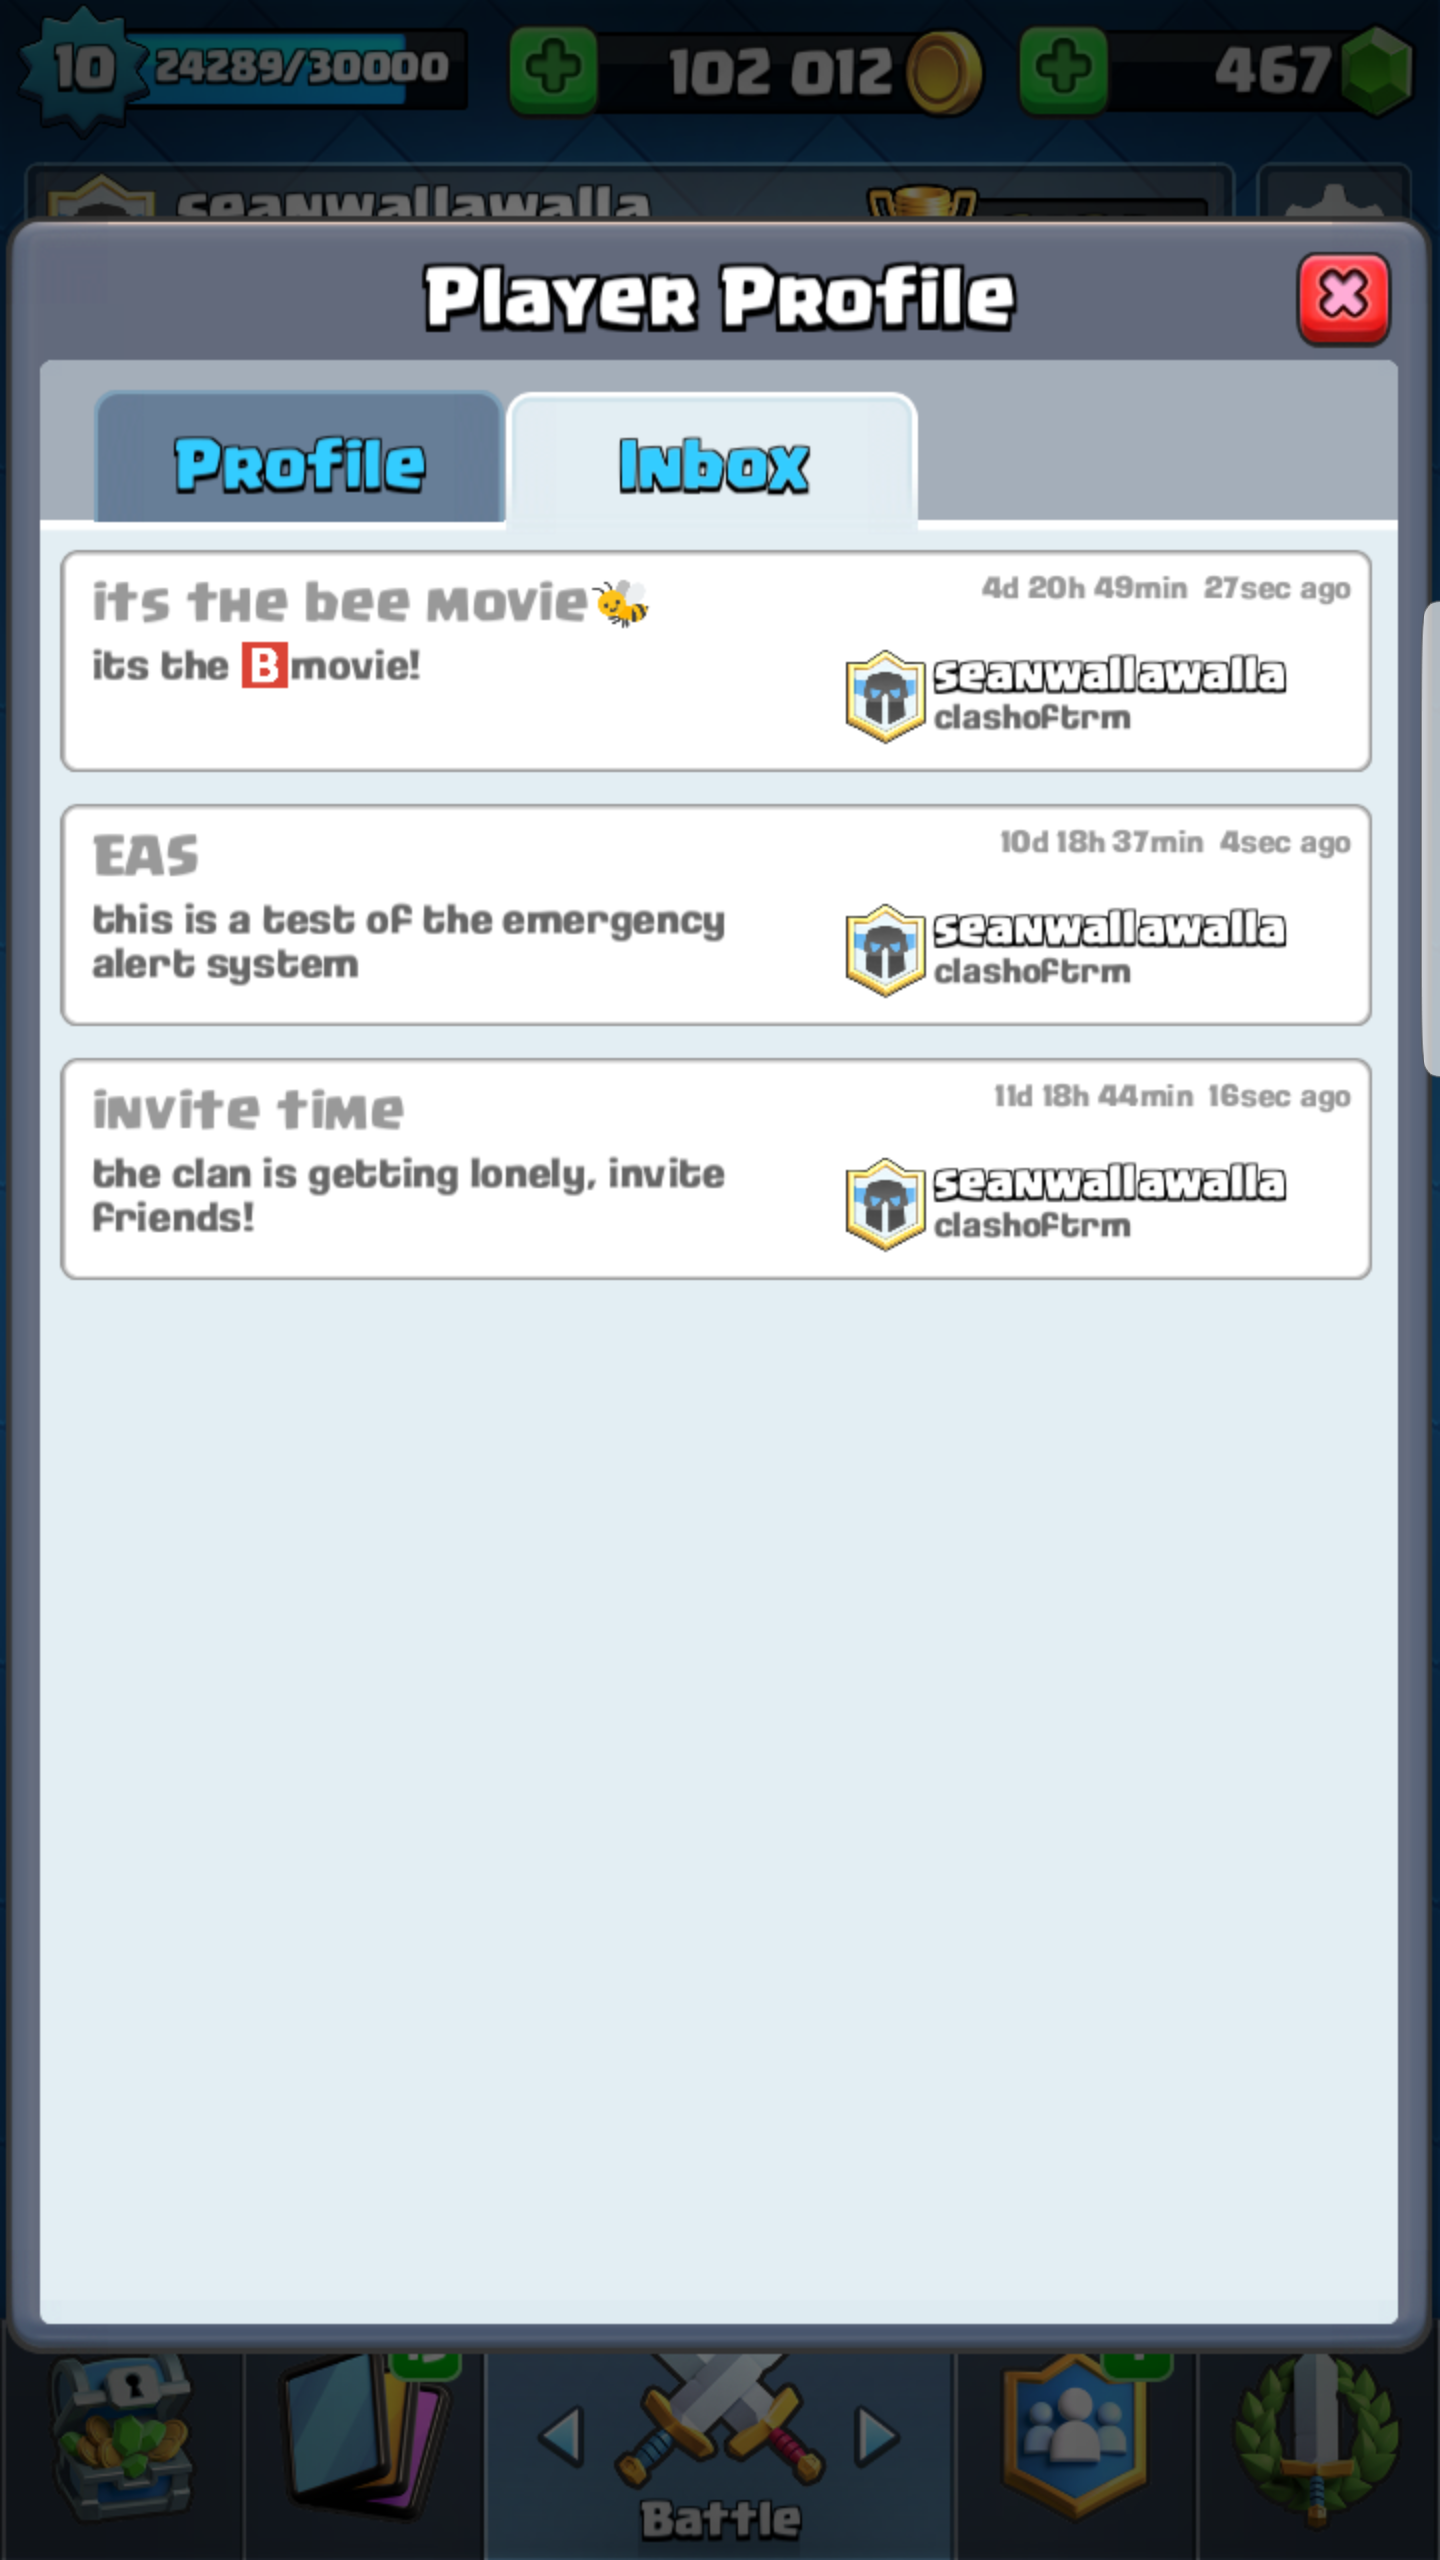 10 24289/30000 102 012 467
seanwallawalla
Player Profile
Profile Inbox
its the bee movie🐝 4d 20h 49min 27sec ago
its the 🅱movie!
seanwallawalla
clashoftrm
EAS 10d 18h 37min 4sec ago
this is a test of the emergency
alert system
seanwallawalla
clashoftrm
invite time 11d 18h 44min 16sec ago
the clan is getting lonely, invite
friends!
seanwallawalla
clashoftrm
Battle